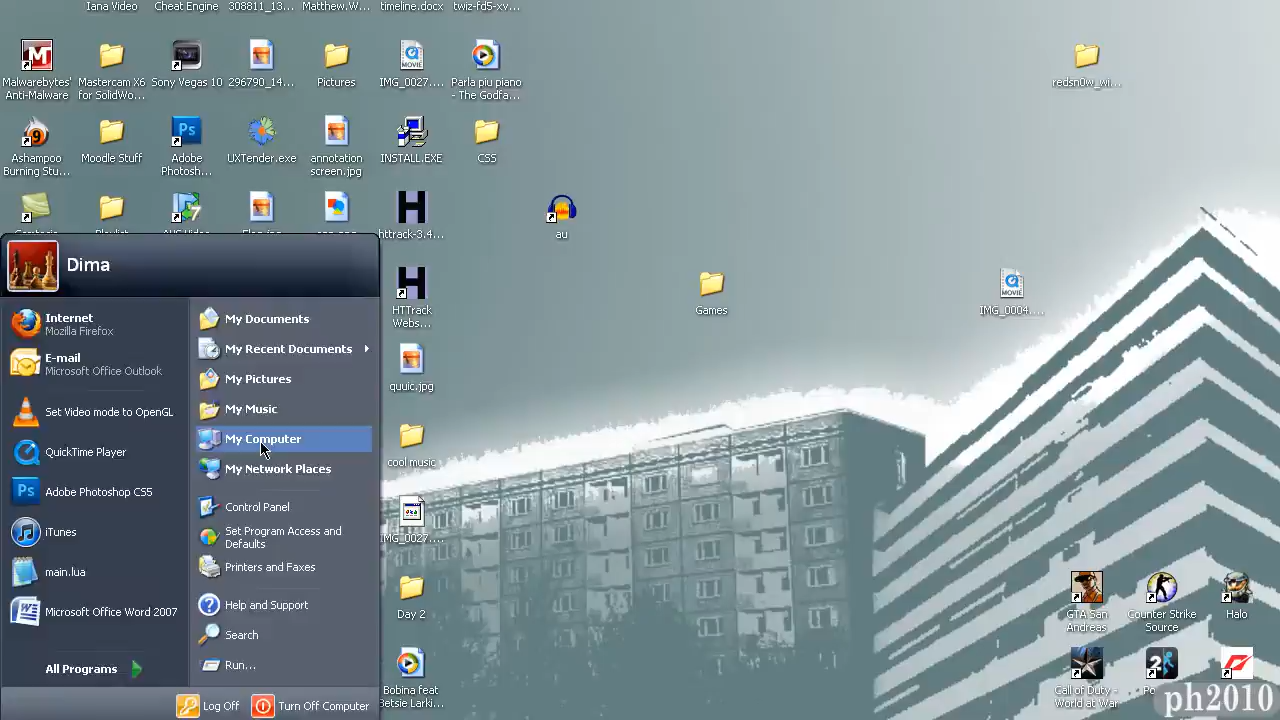 Iana Video
Cheat Engine
308811_13...
Matthew.W...
timeline.docx
twiz-fd5-xv...
Malwarebytes'
Anti-Malware
Mastercam X6
for SolidWo...
Sony Vegas 10
296790_14...
Pictures
IMG_0027....
Parla piu piano
- The Godfa...
redsn0w_wi...
Ashampoo
Burning Stu...
Moodle Stuff
Adobe
Photosh...
UXTender.exe
annotation
screen.jpg
INSTALL.EXE
CSS
httrack-3.4...
au
Dima
HTTrack
Webs...
Games
IMG_0004....
quuic.jpg
cool music
IMG_0027....
Day 2
Bobina feat
Betsie Larki...
Internet
Mozilla Firefox
E-mail
Microsoft Office Outlook
Set Video mode to OpenGL
Adobe Photoshop CS5
iTunes
main.lua
Microsoft Office Word 2007
All Programs
My Documents
My Recent Documents
My Pictures
My Music
My Computer
My Network Places
Control Panel
Set Program Access and
Defaults
Printers and Faxes
Help and Support
Search
Run...
Log Off
Turn Off Computer
GTA San
Andreas
Counter Strike
Source
Halo
Call of Duty -
World at War
ph2010